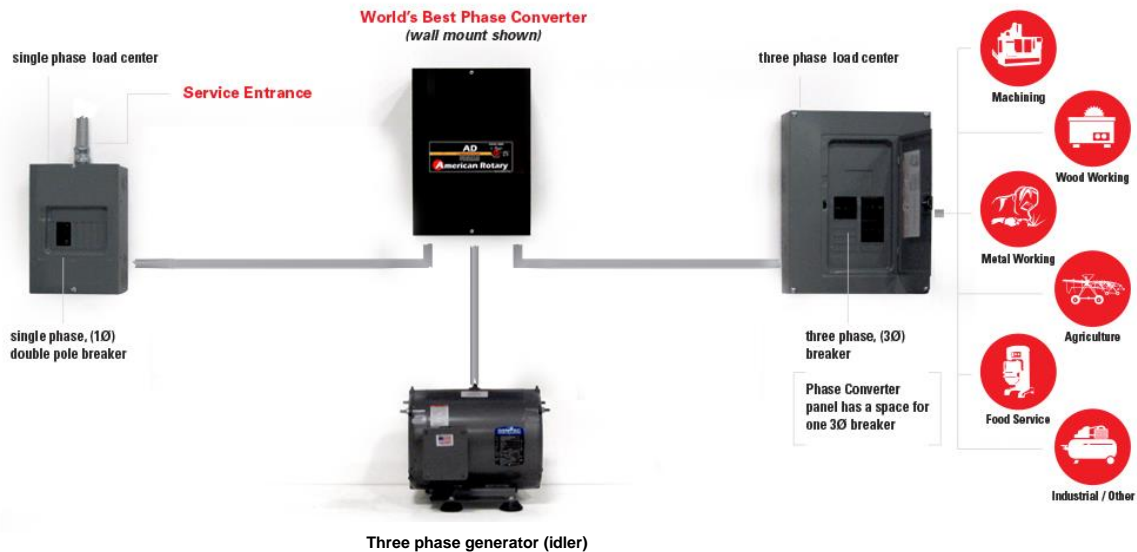 World's Best Phase Converter
(wall mount shown)
single phase load center
Service Entrance
three phase load center
AD
American Rotary
Machining
Wood Working
Metal Working
Agriculture
Food Service
Industrial / Other
single phase, (1Ø)
double pole breaker
three phase, (3Ø)
breaker
Phase Converter
panel has a space for
one 3Ø breaker
Three phase generator (idler)